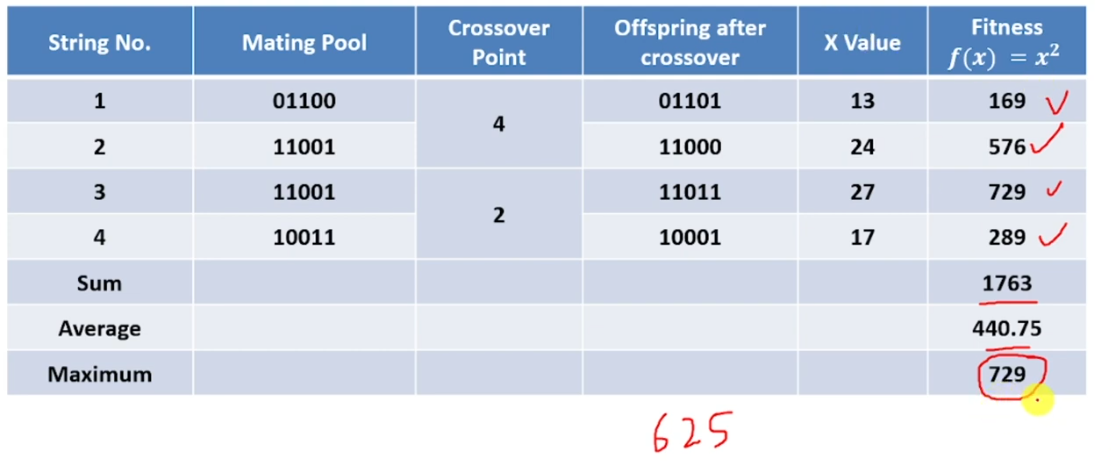 String No. Mating Pool Crossover Point Offspring after crossover X Value Fitness f(x) = x²
1 01100 4 01101 13 169
2 11001 11000 24 576
3 11001 2 11011 27 729
4 10011 10001 17 289
Sum 1763
Average 440.75
Maximum 729
625